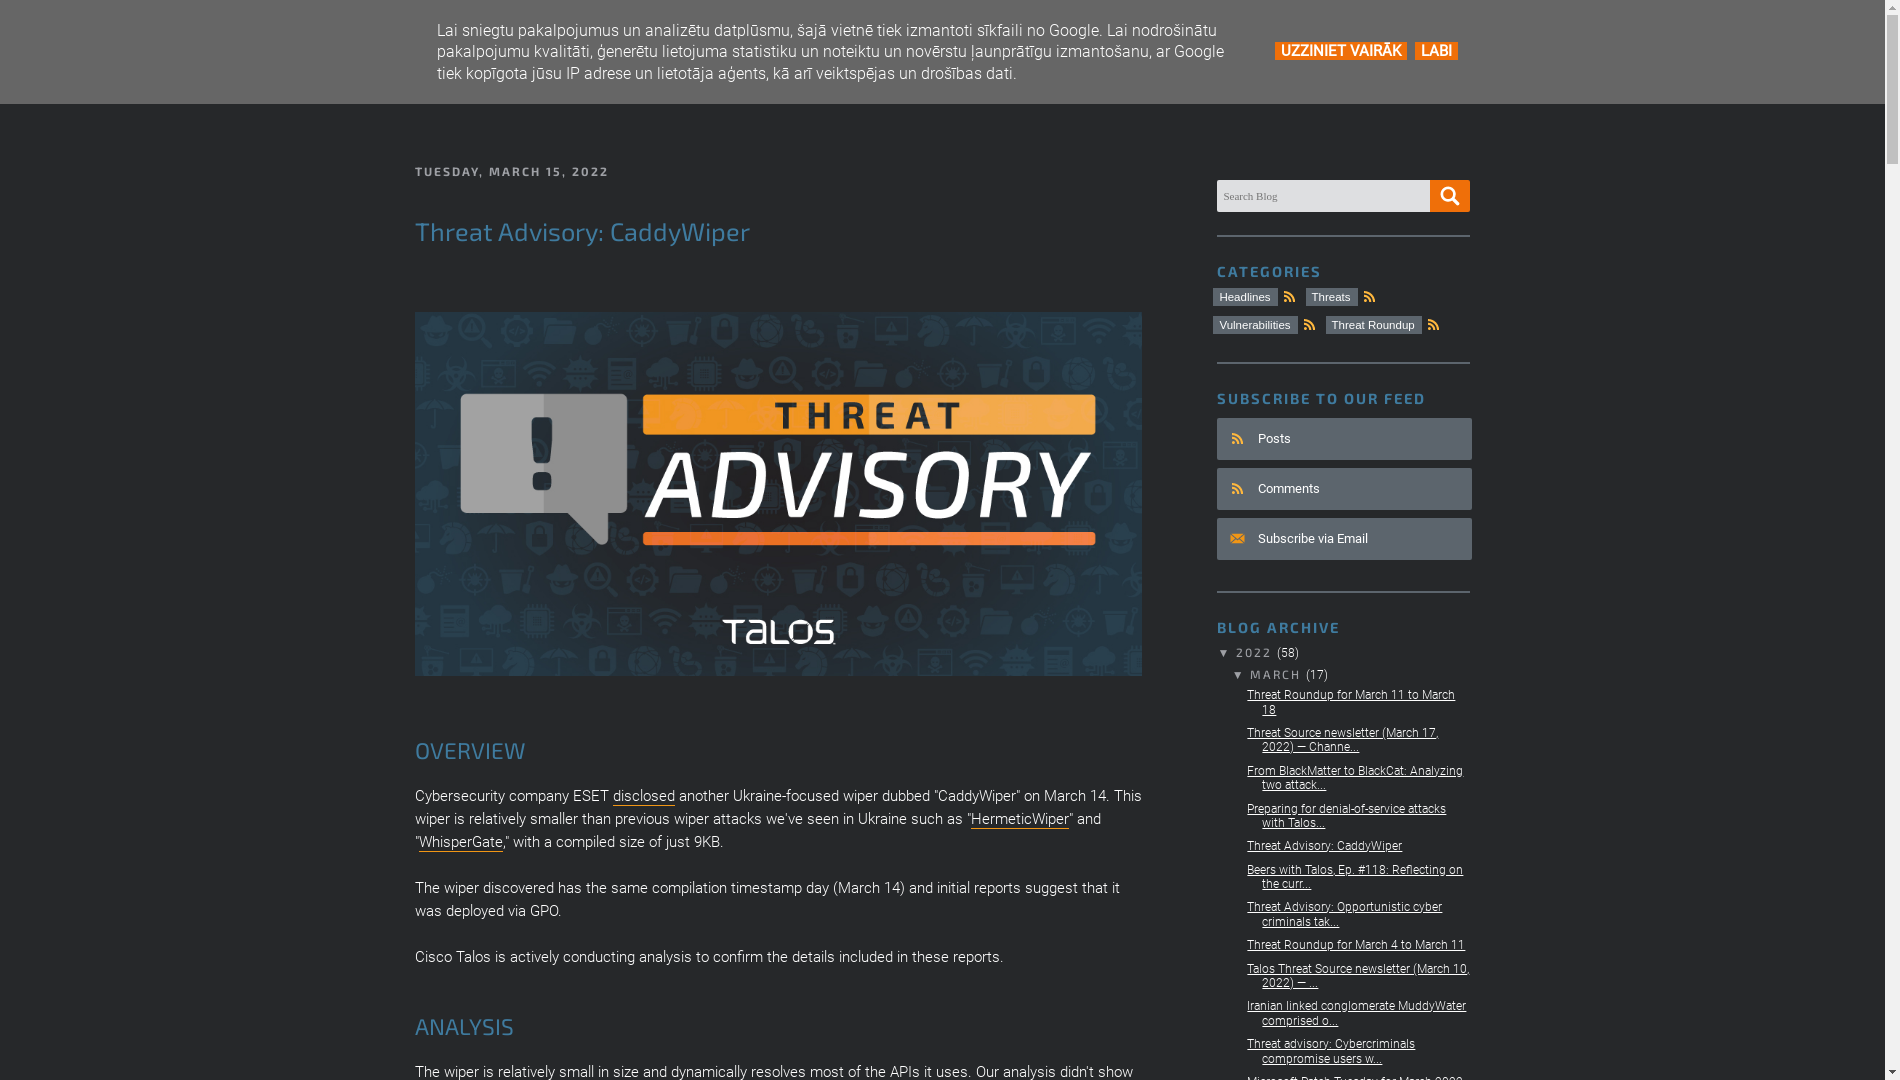 Lai sniegtu pakalpojumus un analizētu datplūsmu, šajā vietnē tiek izmantoti sīkfaili no Google. Lai nodrošinātu
pakalpojumu kvalitāti, ģenerētu lietojuma statistiku un noteiktu un novērstu ļaunprātīgu izmantošanu, ar Google
tiek kopīgota jūsu IP adrese un lietotāja aģents, kā arī veiktspējas un drošības dati.
UZZINIET VAIRĀK LABI
TUESDAY, MARCH 15, 2022
Threat Advisory: CaddyWiper
THREAT
ADVISORY
TALOS
OVERVIEW
Cybersecurity company ESET disclosed another Ukraine-focused wiper dubbed "CaddyWiper" on March 14. This
wiper is relatively smaller than previous wiper attacks we've seen in Ukraine such as "HermeticWiper" and
"WhisperGate," with a compiled size of just 9KB.
The wiper discovered has the same compilation timestamp day (March 14) and initial reports suggest that it
was deployed via GPO.
Cisco Talos is actively conducting analysis to confirm the details included in these reports.
ANALYSIS
The wiper is relatively small in size and dynamically resolves most of the APIs it uses. Our analysis didn't show
Search Blog
CATEGORIES
Headlines Threats
Vulnerabilities Threat Roundup
SUBSCRIBE TO OUR FEED
Posts
Comments
Subscribe via Email
BLOG ARCHIVE
▼ 2022 (58)
▼ MARCH (17)
Threat Roundup for March 11 to March
18
Threat Source newsletter (March 17,
2022) — Channe...
From BlackMatter to BlackCat: Analyzing
two attack...
Preparing for denial-of-service attacks
with Talos...
Threat Advisory: CaddyWiper
Beers with Talos, Ep. #118: Reflecting on
the curr...
Threat Advisory: Opportunistic cyber
criminals tak...
Threat Roundup for March 4 to March 11
Talos Threat Source newsletter (March 10,
2022) — ...
Iranian linked conglomerate MuddyWater
comprised o...
Threat advisory: Cybercriminals
compromise users w...
Microsoft Patch Tuesday for March 2022